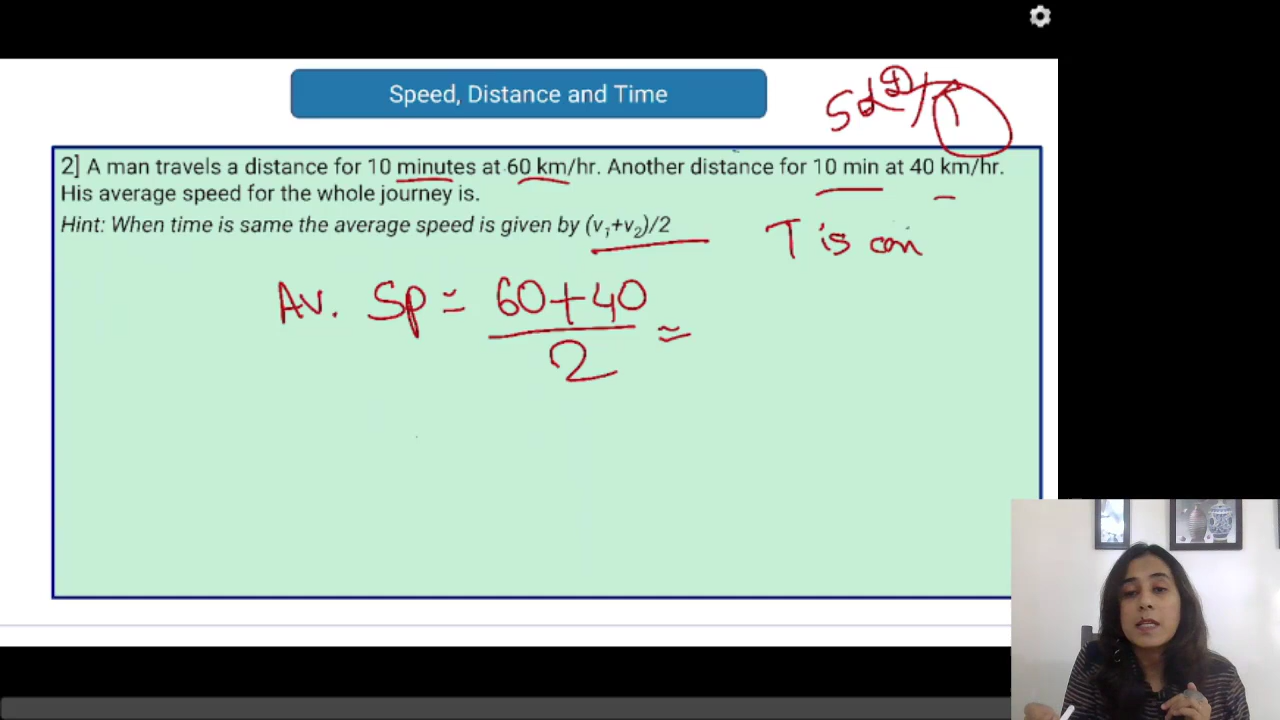 Speed, Distance and Time
S α D/T
2] A man travels a distance for 10 minutes at 60 km/hr. Another distance for 10 min at 40 km/hr.
His average speed for the whole journey is.
Hint: When time is same the average speed is given by (v₁+v₂)/2
T is con
Av. Sp = 60+40
2 =